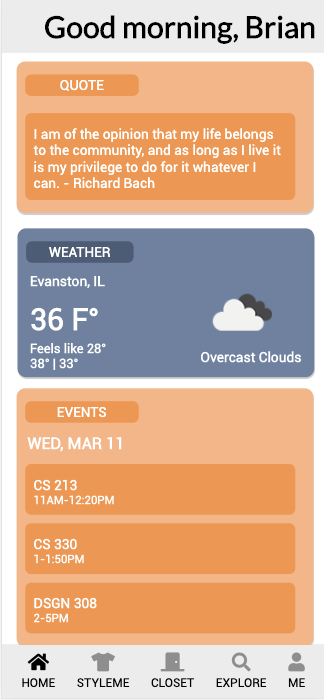 Good morning, Brian
QUOTE
I am of the opinion that my life belongs
to the community, and as long as I live it
is my privilege to do for it whatever I
can. - Richard Bach
WEATHER
Evanston, IL
36 F°
Feels like 28°
38° | 33°
Overcast Clouds
EVENTS
WED, MAR 11
CS 213
11AM-12:20PM
CS 330
1-1:50PM
DSGN 308
2-5PM
HOME STYLEME CLOSET EXPLORE ME